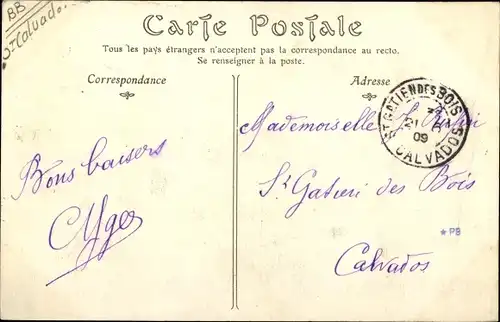 BB
Carte Postale
Tous les pays étrangers n'acceptent pas la correspondance au recto.
Se renseigner à la poste.
Correspondance
Adresse
ST GATIEN DES BOIS
21
09
CALVADOS
Mademoiselle
St Gatien des Bois
Calvados
Bons baisers
*PB